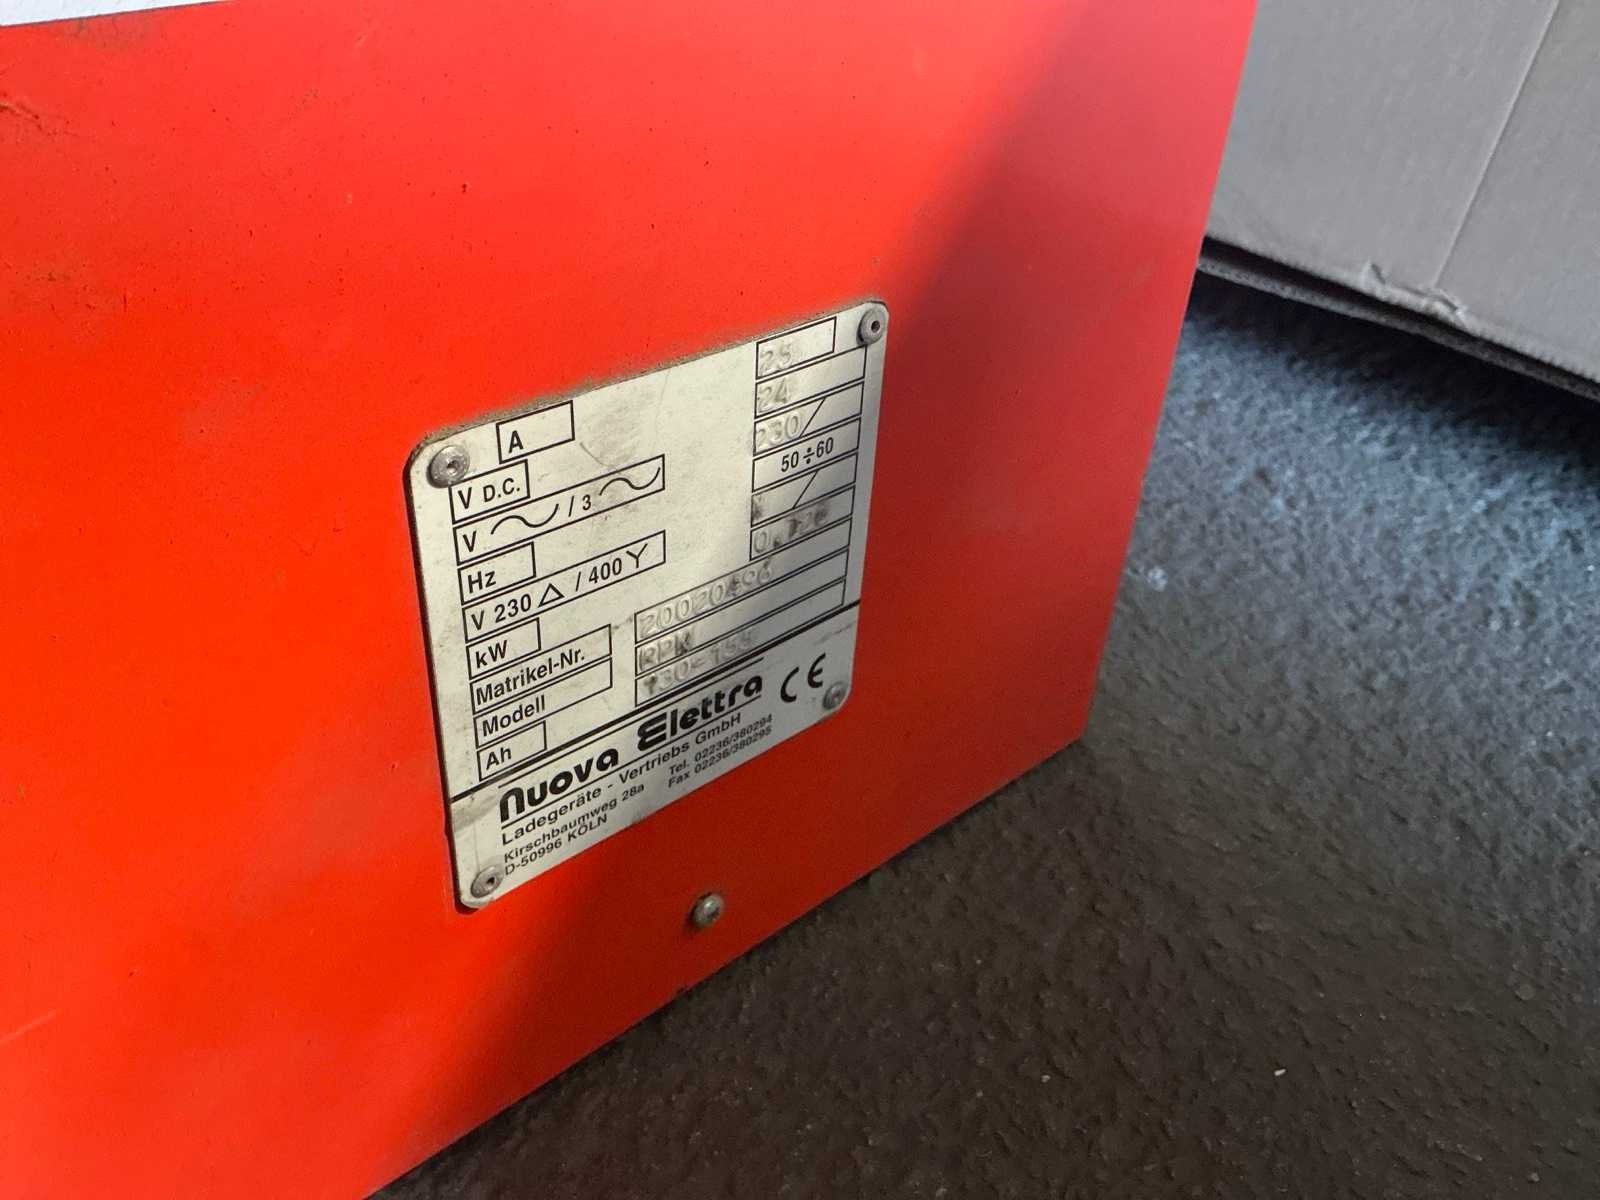 A 25
V D.C. 24
V ~ / 3 ~ 230 /
Hz 50÷60
V 230 △ / 400 Y /
kW
Matrikel-Nr.
Modell
Ah
nuova Elettra CE
Ladegeräte - Vertriebs GmbH
Kirschbaumweg 28a Tel. 02236/380294
D-50996 KÖLN Fax 02236/380295